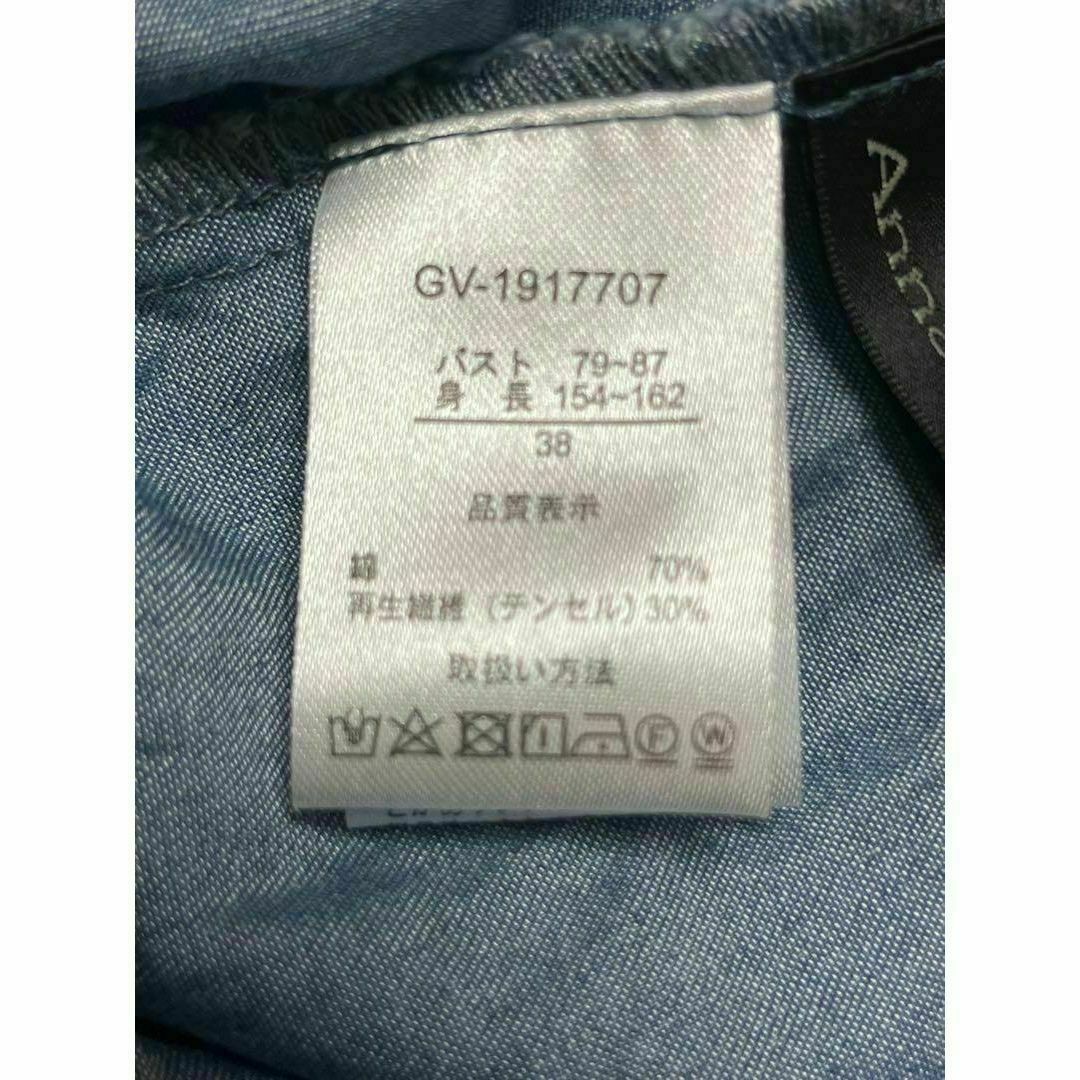 GV-1917707
バスト 79~87
身 長 154~162
38
品質表示
綿 70%
再生繊維 (テンセル) 30%
取扱い方法
F W
Anna